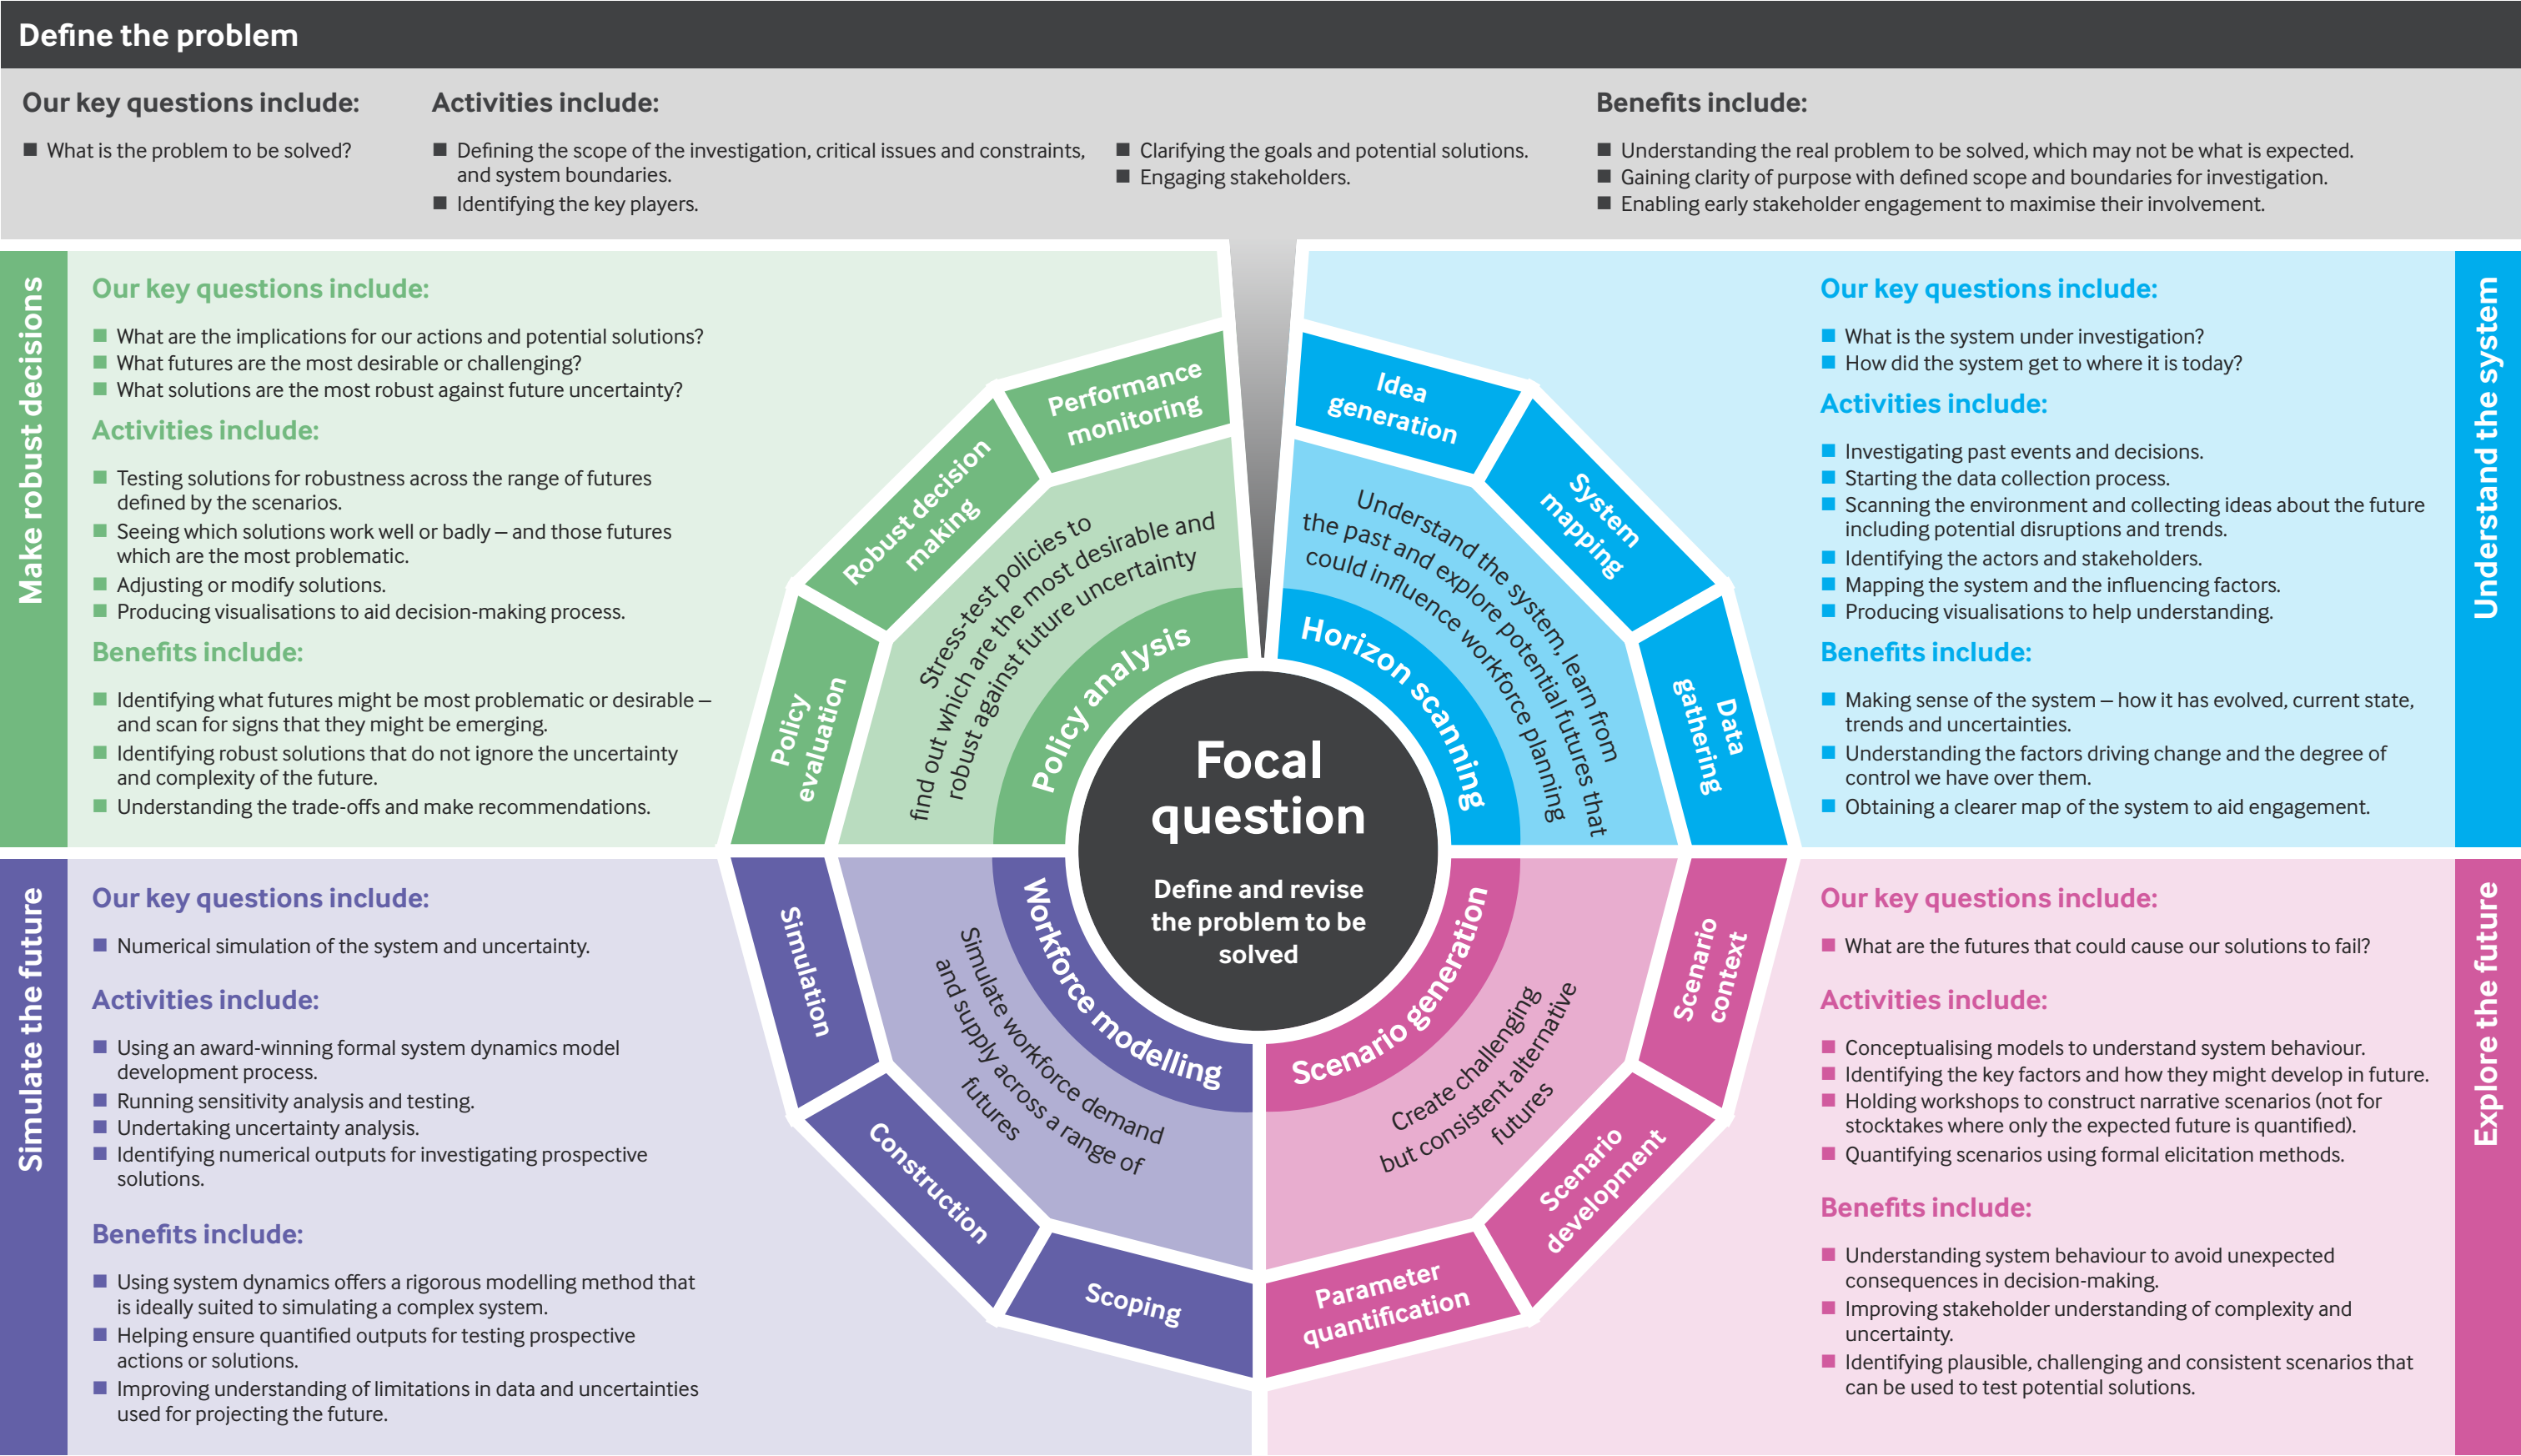 Define the problem
Our key questions include:
■ What is the problem to be solved?
Activities include:
■ Defining the scope of the investigation, critical issues and constraints,
and system boundaries.
■ Identifying the key players.
■ Clarifying the goals and potential solutions.
■ Engaging stakeholders.
Benefits include:
■ Understanding the real problem to be solved, which may not be what is expected.
■ Gaining clarity of purpose with defined scope and boundaries for investigation.
■ Enabling early stakeholder engagement to maximise their involvement.
Make robust decisions
Our key questions include:
■ What are the implications for our actions and potential solutions?
■ What futures are the most desirable or challenging?
■ What solutions are the most robust against future uncertainty?
Activities include:
■ Testing solutions for robustness across the range of futures
defined by the scenarios.
■ Seeing which solutions work well or badly – and those futures
which are the most problematic.
■ Adjusting or modify solutions.
■ Producing visualisations to aid decision-making process.
Benefits include:
■ Identifying what futures might be most problematic or desirable –
and scan for signs that they might be emerging.
■ Identifying robust solutions that do not ignore the uncertainty
and complexity of the future.
■ Understanding the trade-offs and make recommendations.
Policy
evaluation
Robust decision
making
Performance
monitoring
Stress-test policies to
find out which are the most desirable and
robust against future uncertainty
Policy analysis
Idea
generation
System
mapping
Data
gathering
Understand the system, learn from
the past and explore potential futures that
could influence workforce planning
Horizon scanning
Understand the system
Our key questions include:
■ What is the system under investigation?
■ How did the system get to where it is today?
Activities include:
■ Investigating past events and decisions.
■ Starting the data collection process.
■ Scanning the environment and collecting ideas about the future
including potential disruptions and trends.
■ Identifying the actors and stakeholders.
■ Mapping the system and the influencing factors.
■ Producing visualisations to help understanding.
Benefits include:
■ Making sense of the system – how it has evolved, current state,
trends and uncertainties.
■ Understanding the factors driving change and the degree of
control we have over them.
■ Obtaining a clearer map of the system to aid engagement.
Focal
question
Define and revise
the problem to be
solved
Simulate the future
Our key questions include:
■ Numerical simulation of the system and uncertainty.
Activities include:
■ Using an award-winning formal system dynamics model
development process.
■ Running sensitivity analysis and testing.
■ Undertaking uncertainty analysis.
■ Identifying numerical outputs for investigating prospective
solutions.
Benefits include:
■ Using system dynamics offers a rigorous modelling method that
is ideally suited to simulating a complex system.
■ Helping ensure quantified outputs for testing prospective
actions or solutions.
■ Improving understanding of limitations in data and uncertainties
used for projecting the future.
Simulation
Construction
Scoping
Workforce modelling
Simulate workforce demand
and supply across a range of
futures
Scenario generation
Create challenging
but consistent alternative
futures
Scenario
context
Scenario
development
Parameter
quantification
Explore the future
Our key questions include:
■ What are the futures that could cause our solutions to fail?
Activities include:
■ Conceptualising models to understand system behaviour.
■ Identifying the key factors and how they might develop in future.
■ Holding workshops to construct narrative scenarios (not for
stocktakes where only the expected future is quantified).
■ Quantifying scenarios using formal elicitation methods.
Benefits include:
■ Understanding system behaviour to avoid unexpected
consequences in decision-making.
■ Improving stakeholder understanding of complexity and
uncertainty.
■ Identifying plausible, challenging and consistent scenarios that
can be used to test potential solutions.